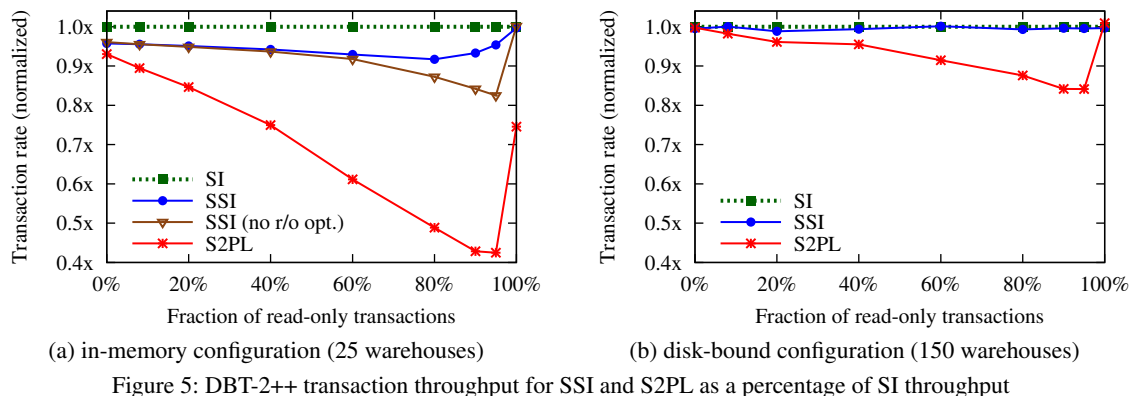 1.0x
0.9x
0.8x
0.7x
0.6x
0.5x
0.4x
Transaction rate (normalized)
SI
SSI
SSI (no r/o opt.)
S2PL
0% 20% 40% 60% 80% 100%
Fraction of read-only transactions
(a) in-memory configuration (25 warehouses)
1.0x
0.9x
0.8x
0.7x
0.6x
0.5x
0.4x
Transaction rate (normalized)
SI
SSI
S2PL
0% 20% 40% 60% 80% 100%
Fraction of read-only transactions
(b) disk-bound configuration (150 warehouses)
Figure 5: DBT-2++ transaction throughput for SSI and S2PL as a percentage of SI throughput